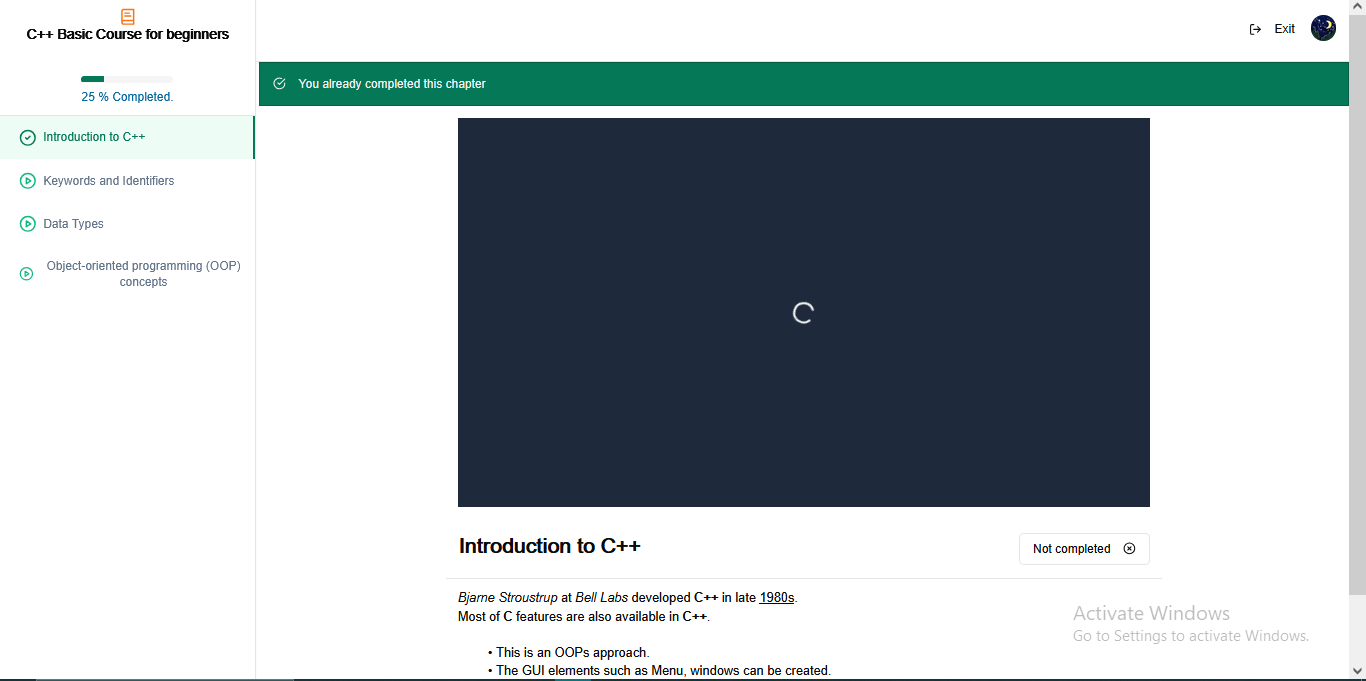 C++ Basic Course for beginners
25 % Completed.
Introduction to C++
Keywords and Identifiers
Data Types
Object-oriented programming (OOP)
concepts
Exit
You already completed this chapter
Introduction to C++
Not completed
Bjarne Stroustrup at Bell Labs developed C++ in late 1980s.
Most of C features are also available in C++.
• This is an OOPs approach.
• The GUI elements such as Menu, windows can be created.
Activate Windows
Go to Settings to activate Windows.